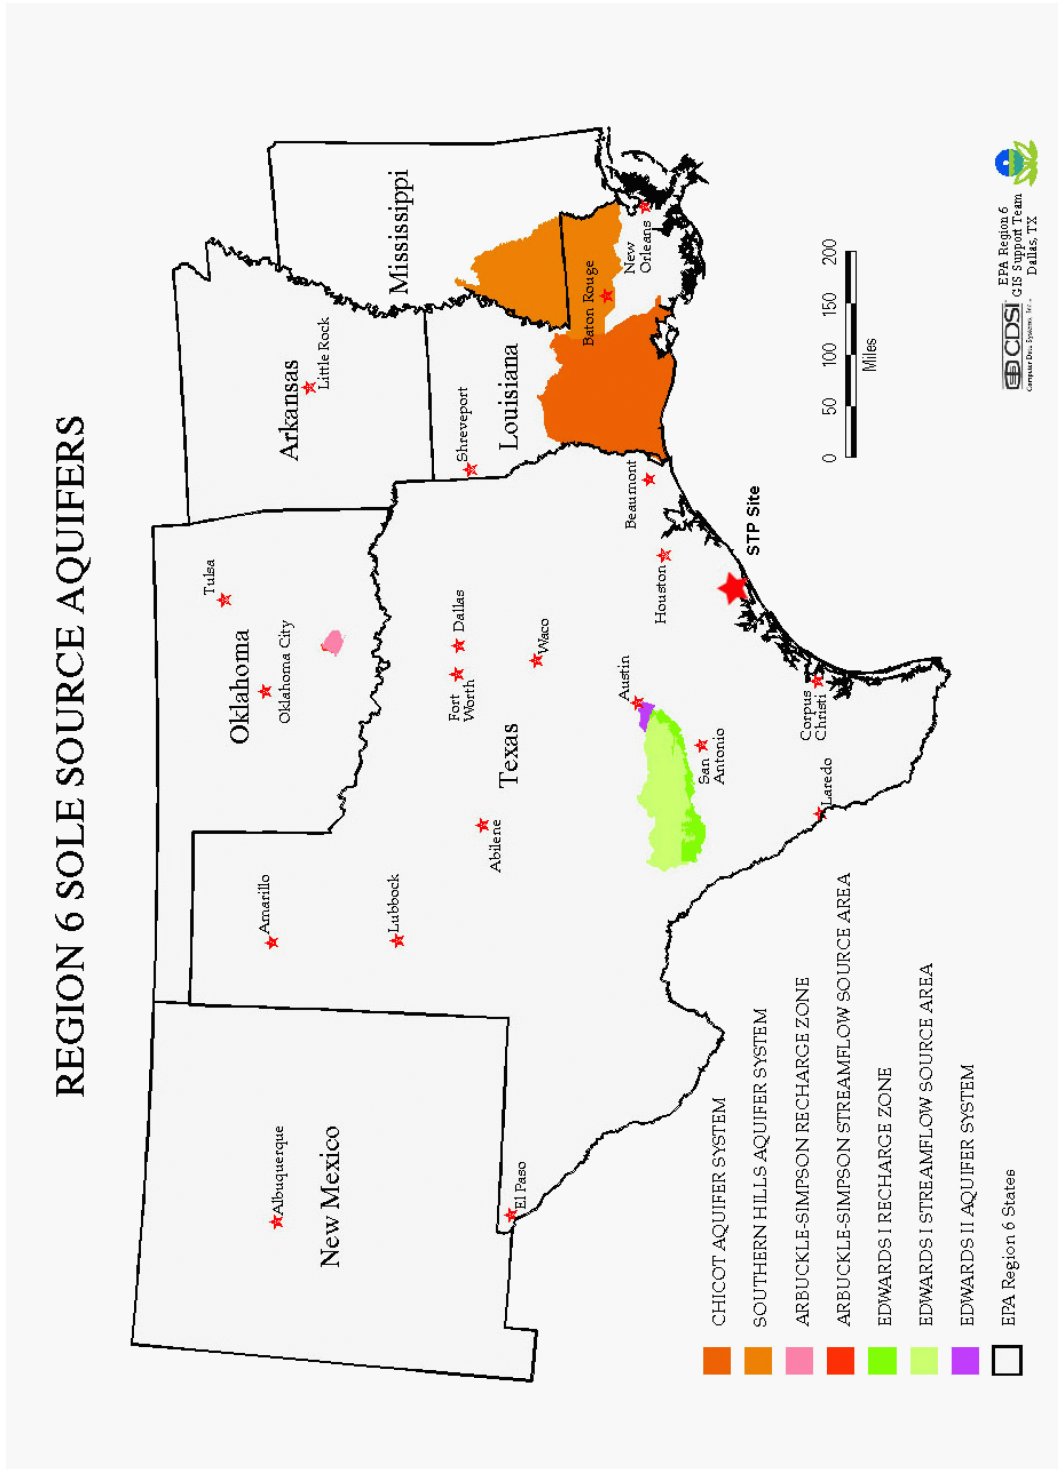 REGION 6 SOLE SOURCE AQUIFERS
Albuquerque
New Mexico
El Paso
Amarillo
Lubbock
Oklahoma
Oklahoma City
Tulsa
Fort
Worth
Dallas
Abilene
Texas
Waco
Austin
San
Antonio
Laredo
Corpus
Christi
Houston
Beaumont
STP Site
Arkansas
Little Rock
Shreveport
Louisiana
Mississippi
Baton Rouge
New
Orleans
CHICOT AQUIFER SYSTEM
SOUTHERN HILLS AQUIFER SYSTEM
ARBUCKLE-SIMPSON RECHARGE ZONE
ARBUCKLE-SIMPSON STREAMFLOW SOURCE AREA
EDWARDS I RECHARGE ZONE
EDWARDS I STREAMFLOW SOURCE AREA
EDWARDS II AQUIFER SYSTEM
EPA Region 6 States
0 50 100 150 200
Miles
CDSI
Computer Data Systems, Inc.
EPA Region 6
GIS Support Team
Dallas, TX